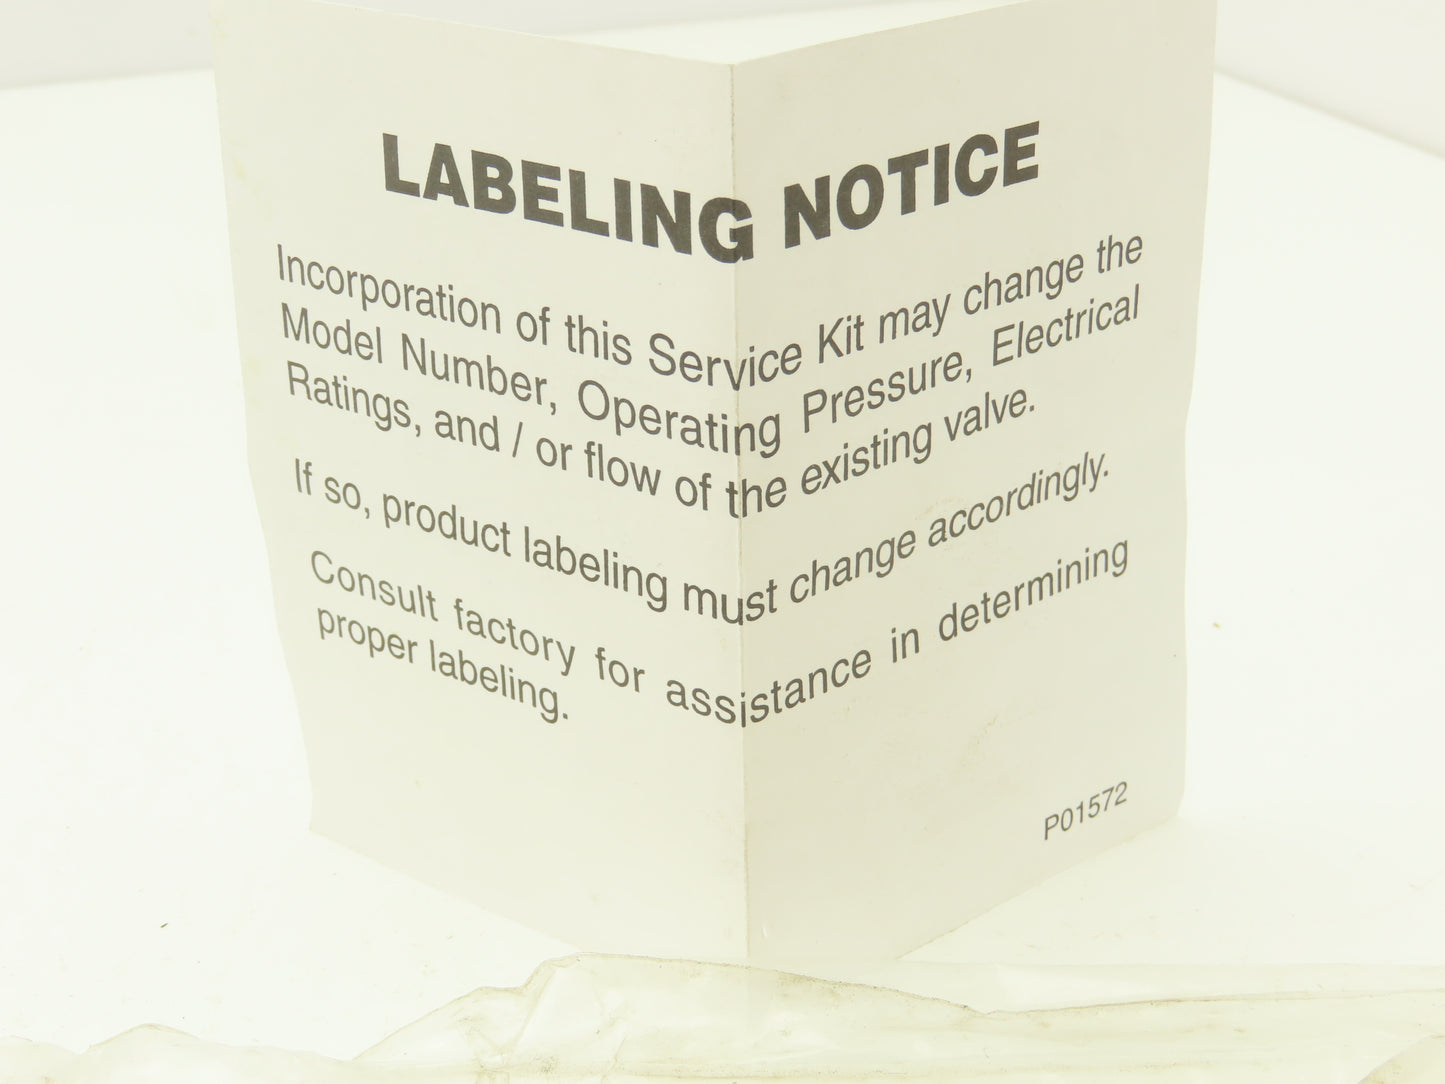 LABELING NOTICE
Incorporation of this Service Kit may change the
Model Number, Operating Pressure, Electrical
Ratings, and / or flow of the existing valve.
If so, product labeling must change accordingly.
Consult factory for assistance in determining
proper labeling.
P01572